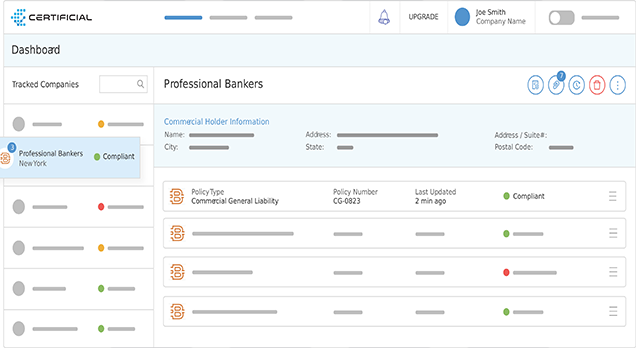 CERTIFICIAL
UPGRADE
Joe Smith
Company Name
Dashboard
Tracked Companies
3
Professional Bankers
New York
Compliant
Professional Bankers
7
Commcercial Holder Information
Name:
Address:
Address / Suite#:
City:
State:
Postal Code:
Policy Type
Policy Number
Last Updated
Commercial General Liability
CG-0823
2 min ago
Compliant